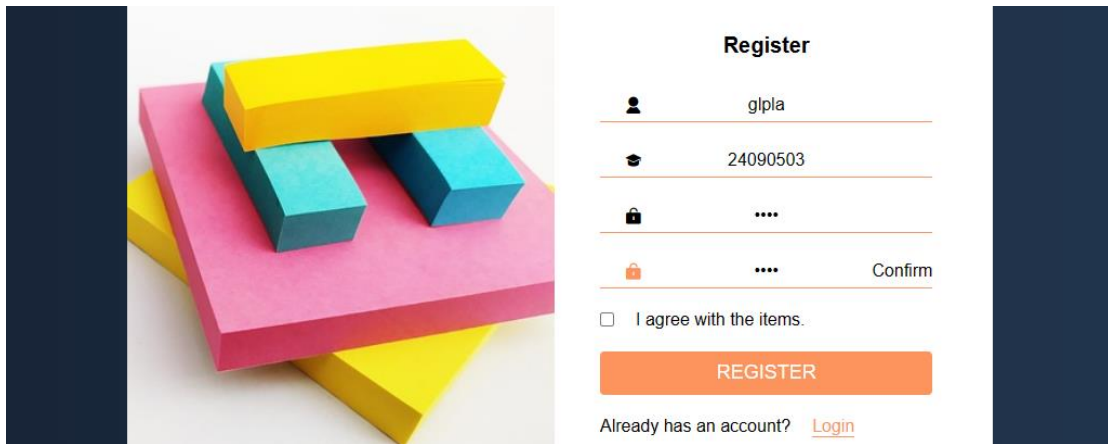 Register
glpla
24090503
••••
•••• Confirm
I agree with the items.
REGISTER
Already has an account? Login